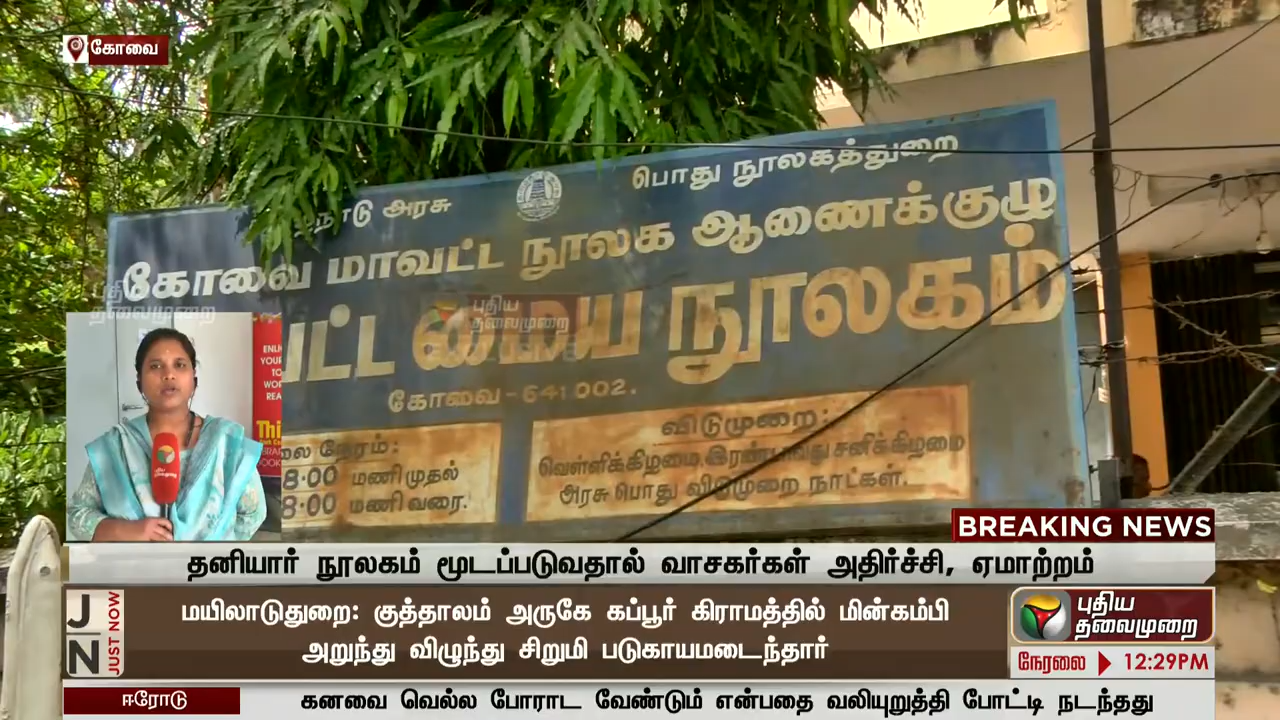 கோவை
பொது நூலகத்துறை
அரசு
கோவை மாவட்ட நூலக ஆணைக்குழு
மைய நூலகம்
கோவை - 641 002.
நேரம்:
8.00 மணி முதல்
8.00 மணி வரை.
விடுமுறை:
வெள்ளிக்கிழமை, இரண்டாவது சனிக்கிழமை
அரசு பொது விடுமுறை நாட்கள்.
புதிய
தலைமுறை
BREAKING NEWS
தனியார் நூலகம் மூடப்படுவதால் வாசகர்கள் அதிர்ச்சி, ஏமாற்றம்
JN JUST NOW
மயிலாடுதுறை: குத்தாலம் அருகே கப்பூர் கிராமத்தில் மின்கம்பி
அறுந்து விழுந்து சிறுமி படுகாயமடைந்தார்
புதிய
தலைமுறை
நேரலை 12:29PM
ஈரோடு
கனவை வெல்ல போராட வேண்டும் என்பதை வலியுறுத்தி போட்டி நடந்தது